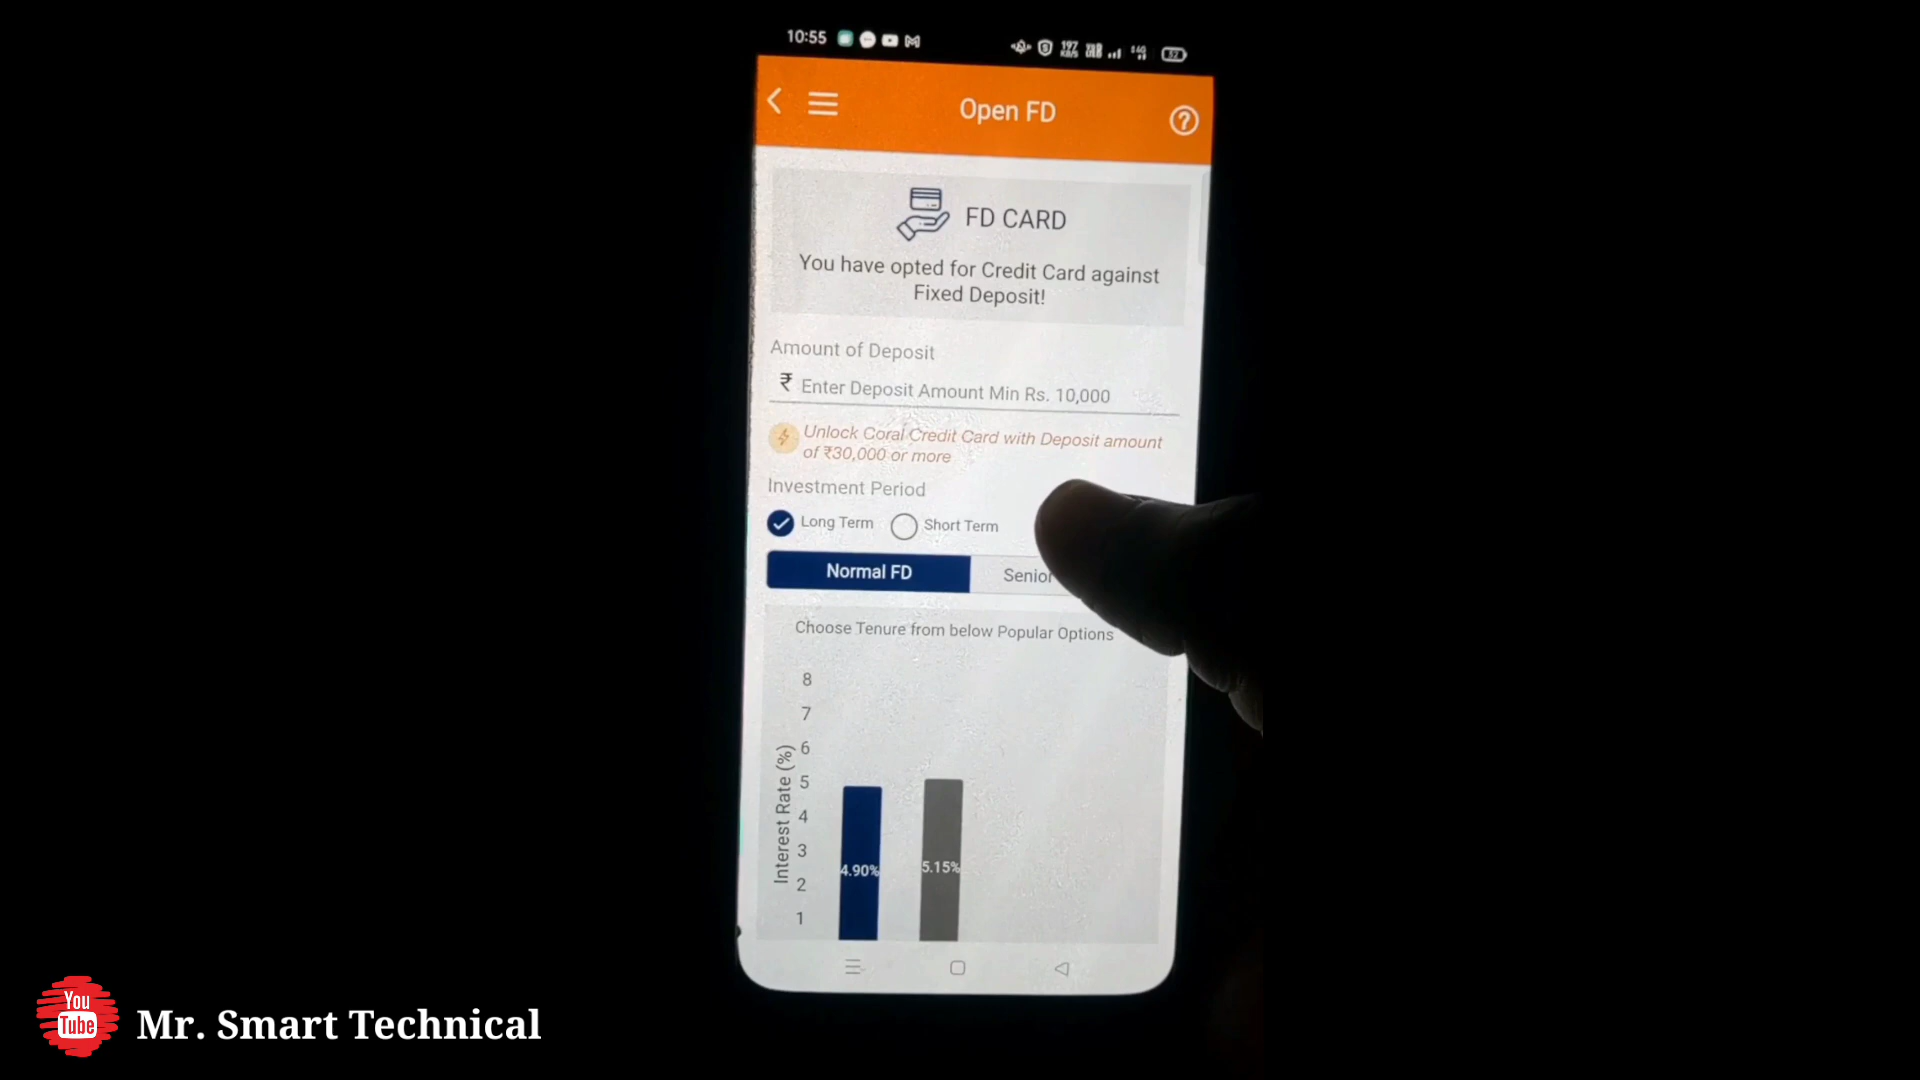 10:55
197
KB/S
57
Open FD
FD CARD
You have opted for Credit Card against
Fixed Deposit!
Amount of Deposit
₹ Enter Deposit Amount Min Rs. 10,000
Unlock Coral Credit Card with Deposit amount
of ₹30,000 or more
Investment Period
Long Term
Short Term
Normal FD
Senior
Choose Tenure from below Popular Options
8
7
6
5
4
3
2
1
Interest Rate (%)
4.90%
5.15%
You
Tube
Mr. Smart Technical